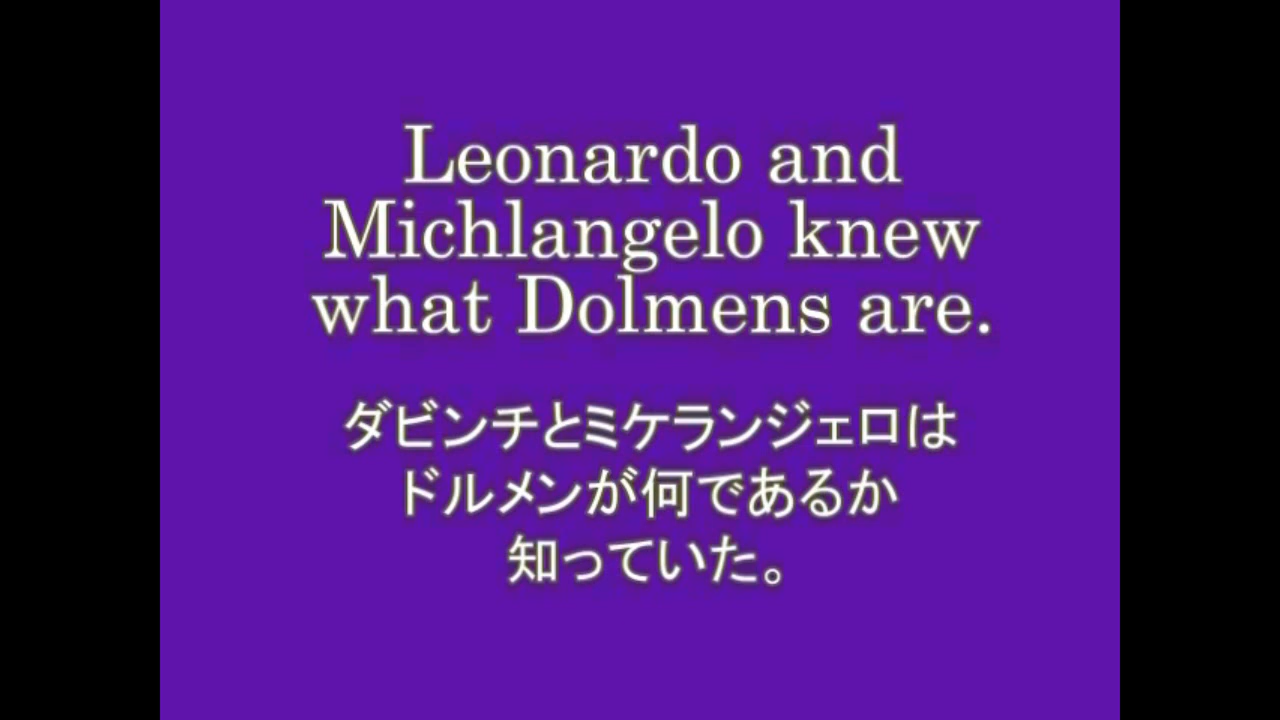 Leonardo and
Michlangelo knew
what Dolmens are.
ダビンチとミケランジェロは
ドルメンが何であるか
知っていた。